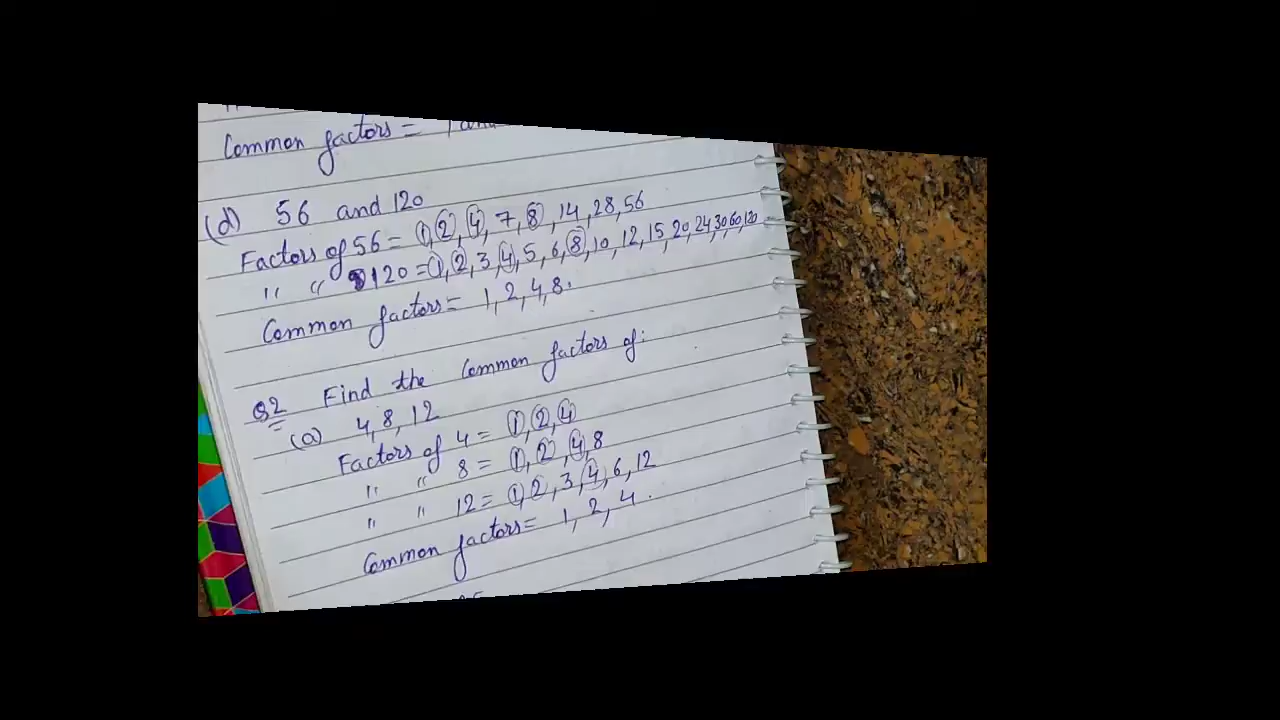 Common factors = 1 and
(d) 56 and 120
Factors of 56 = 1, 2, 4, 7, 8, 14, 28, 56
" " 120 = 1, 2, 3, 4, 5, 6, 8, 10, 12, 15, 20, 24, 30, 60, 120
Common factors = 1, 2, 4, 8.
Q2 Find the Common factors of:
(a) 4, 8, 12
Factors of 4 = 1, 2, 4
" " 8 = 1, 2, 4, 8
" " 12 = 1, 2, 3, 4, 6, 12
Common factors = 1, 2, 4.